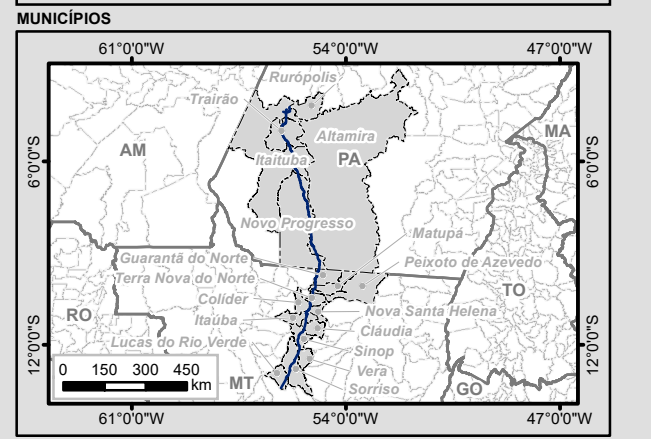 MUNICÍPIOS
61°0'0"W 54°0'0"W 47°0'0"W
Rurópolis
Trairão
Altamira
MA
AM
Itaituba
PA
6°0'0"S
6°0'0"S
Novo Progresso
Matupá
Guarantã do Norte
Peixoto de Azevedo
Terra Nova do Norte
TO
Colíder
Nova Santa Helena
RO
Itaúba
Cláudia
Lucas do Rio Verde
Sinop
12°0'0"S
12°0'0"S
Vera
0 150 300 450
km
MT
Sorriso
GO
61°0'0"W 54°0'0"W 47°0'0"W